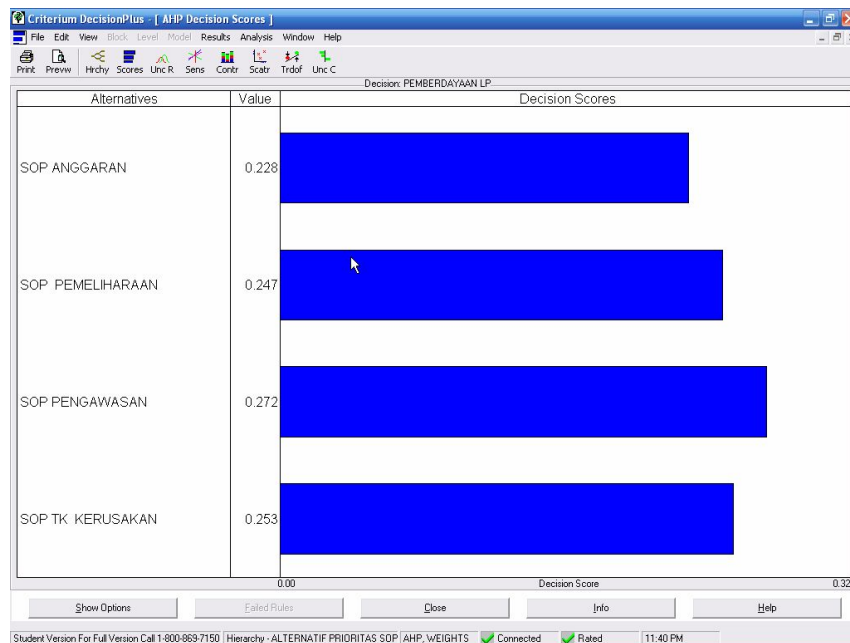 Criterium DecisionPlus - [ AHP Decision Scores ]
File Edit View Block Level Model Results Analysis Window Help
Print Prevw Hrchy Scores Unc R Sens Contr Scatr Trdof Unc C
Decision: PEMBERDAYAAN LP
Alternatives Value Decision Scores
SOP ANGGARAN 0.228
SOP PEMELIHARAAN 0.247
SOP PENGAWASAN 0.272
SOP TK KERUSAKAN 0.253
0.00 Decision Score 0.32
Show Options Failed Rules Close Info Help
Student Version For Full Version Call 1-800-869-7150 Hierarchy - ALTERNATIF PRIORITAS SOP AHP, WEIGHTS Connected Rated 11:40 PM